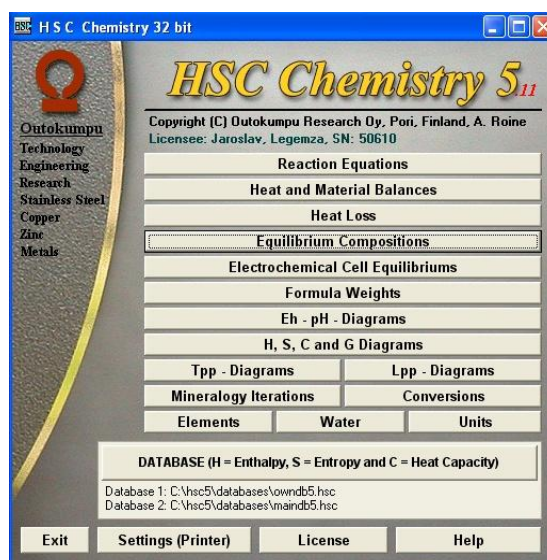 HSC Chemistry 32 bit
HSC Chemistry 5.11
Copyright (C) Outokumpu Research Oy, Pori, Finland, A. Roine
Licensee: Jaroslav, Legemza, SN: 50610
Outokumpu
Technology
Engineering
Research
Stainless Steel
Copper
Zinc
Metals
Reaction Equations
Heat and Material Balances
Heat Loss
Equilibrium Compositions
Electrochemical Cell Equilibriums
Formula Weights
Eh - pH - Diagrams
H, S, C and G Diagrams
Tpp - Diagrams Lpp - Diagrams
Mineralogy Iterations Conversions
Elements Water Units
DATABASE (H = Enthalpy, S = Entropy and C = Heat Capacity)
Database 1: C:\hsc5\databases\owndb5.hsc
Database 2: C:\hsc5\databases\maindb5.hsc
Exit Settings (Printer) License Help